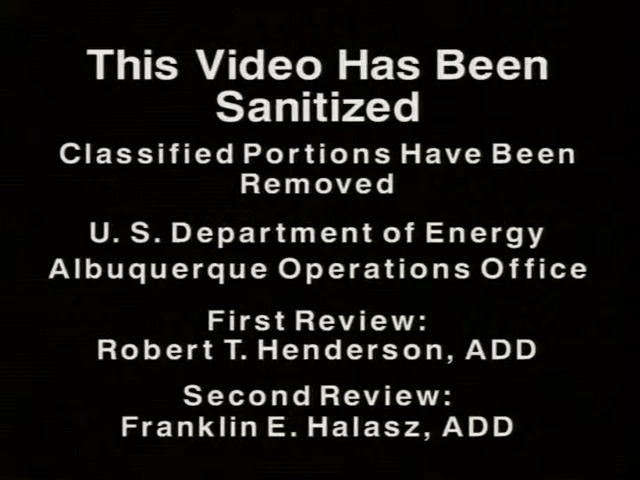 This Video Has Been
Sanitized
Classified Portions Have Been
Removed
U. S. Department of Energy
Albuquerque Operations Office
First Review:
Robert T. Henderson, ADD
Second Review:
Franklin E. Halasz, ADD